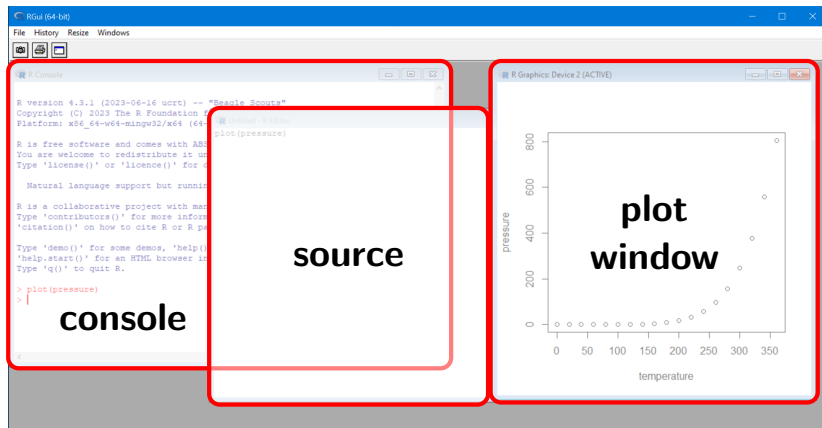 RGui (64-bit)
File History Resize Windows
R Console
R version 4.3.1 (2023-06-16 ucrt) -- "Beagle Scouts"
Copyright (C) 2023 The R Foundation f
Platform: x86_64-w64-mingw32/x64 (64-
R is free software and comes with ABS
You are welcome to redistribute it un
Type 'license()' or 'licence()' for d
Natural language support but runnin
R is a collaborative project with man
Type 'contributors()' for more inform
'citation()' on how to cite R or R pa
Type 'demo()' for some demos, 'help()
'help.start()' for an HTML browser in
Type 'q()' to quit R.
> plot(pressure)
>
console
Untitled - R Editor
plot(pressure)
source
R Graphics: Device 2 (ACTIVE)
plot
window
pressure
800
600
400
200
0
0 50 100 150 200 250 300 350
temperature